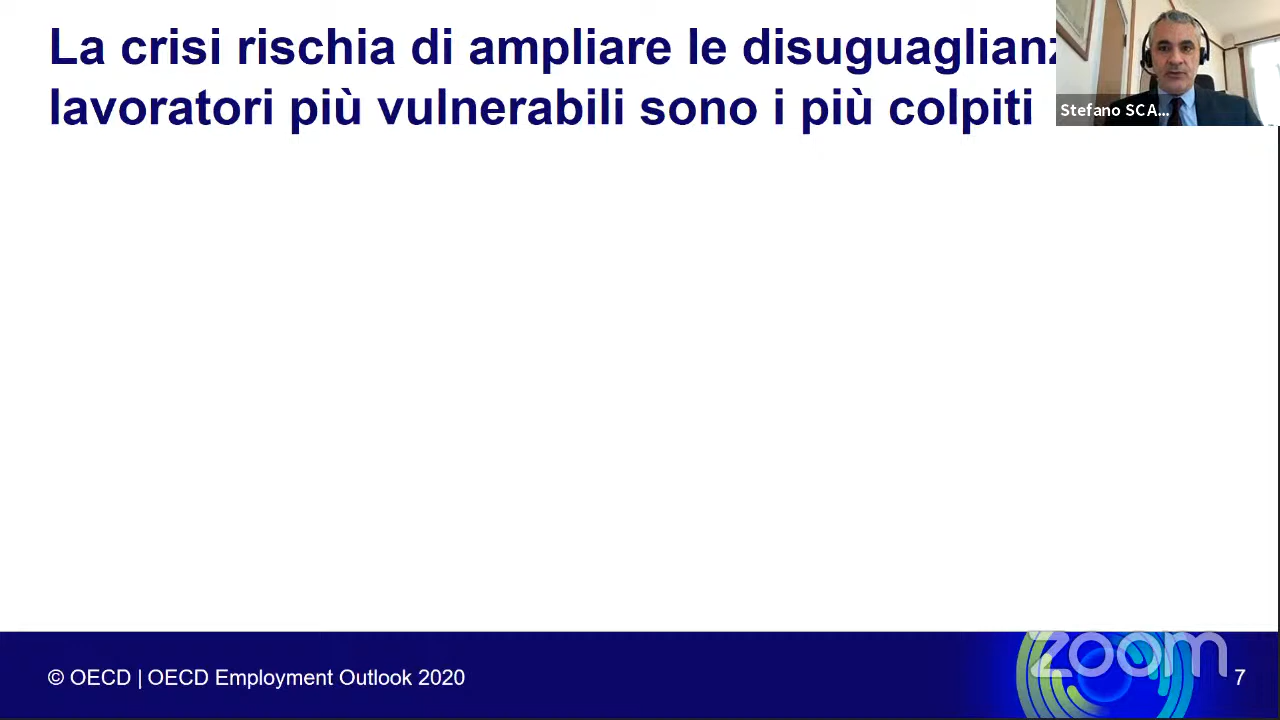 La crisi rischia di ampliare le
lavoratori più vulnerabili sono i più colpiti
Stefano SCA...
© OECD | OECD Employment Outlook 2020
zoom
7